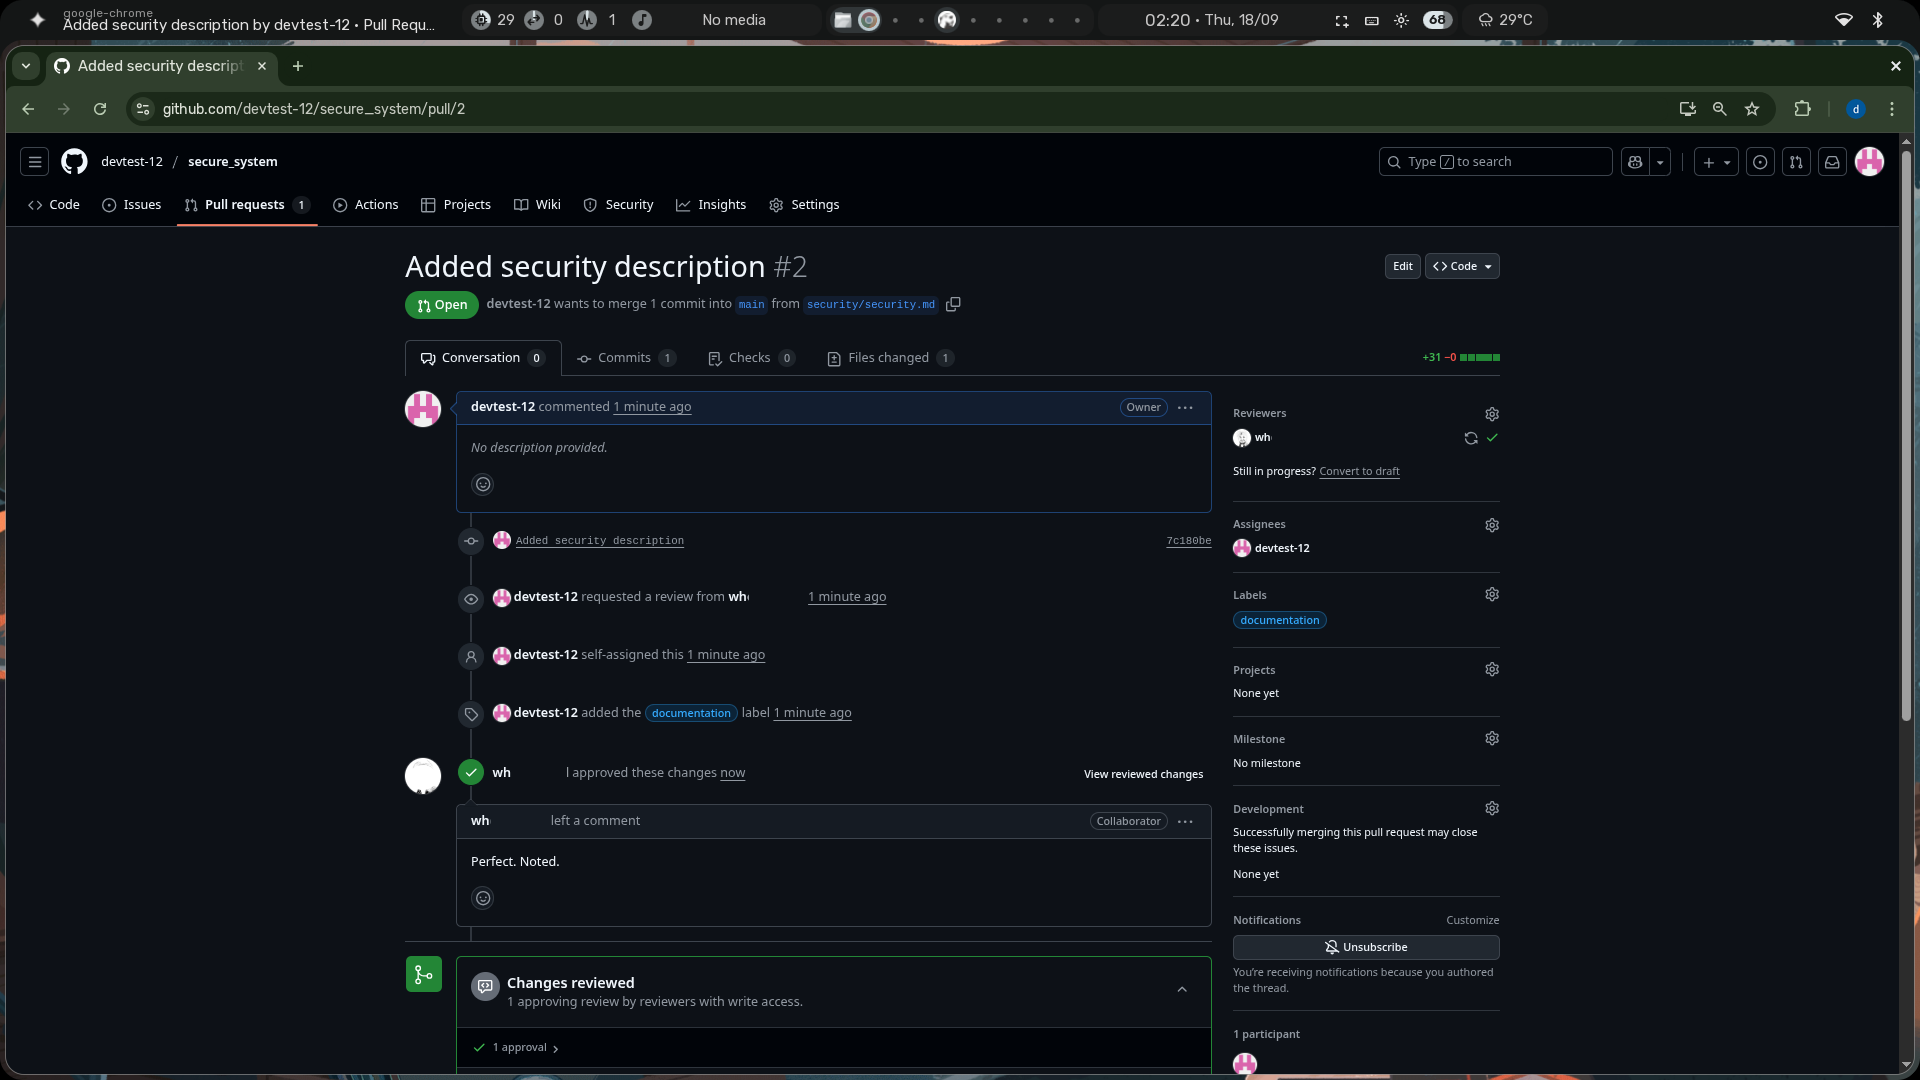 google-chrome
Added security description by devtest-12 • Pull Requ...
29 0 1
No media
02:20 • Thu, 18/09
68
29°C
Added security descript
github.com/devtest-12/secure_system/pull/2
d
devtest-12 / secure_system
Type / to search
Code Issues Pull requests 1 Actions Projects Wiki Security Insights Settings
Added security description #2
Edit
Code
Open devtest-12 wants to merge 1 commit into main from security/security.md
Conversation 0 Commits 1 Checks 0 Files changed 1
+31 −0
devtest-12 commented 1 minute ago
Owner
No description provided.
Added security description
7c180be
devtest-12 requested a review from wh 1 minute ago
devtest-12 self-assigned this 1 minute ago
devtest-12 added the documentation label 1 minute ago
wh approved these changes now
View reviewed changes
wh left a comment
Collaborator
Perfect. Noted.
Changes reviewed
1 approving review by reviewers with write access.
1 approval
Reviewers
wh
Still in progress? Convert to draft
Assignees
devtest-12
Labels
documentation
Projects
None yet
Milestone
No milestone
Development
Successfully merging this pull request may close
these issues.
None yet
Notifications
Customize
Unsubscribe
You're receiving notifications because you authored
the thread.
1 participant